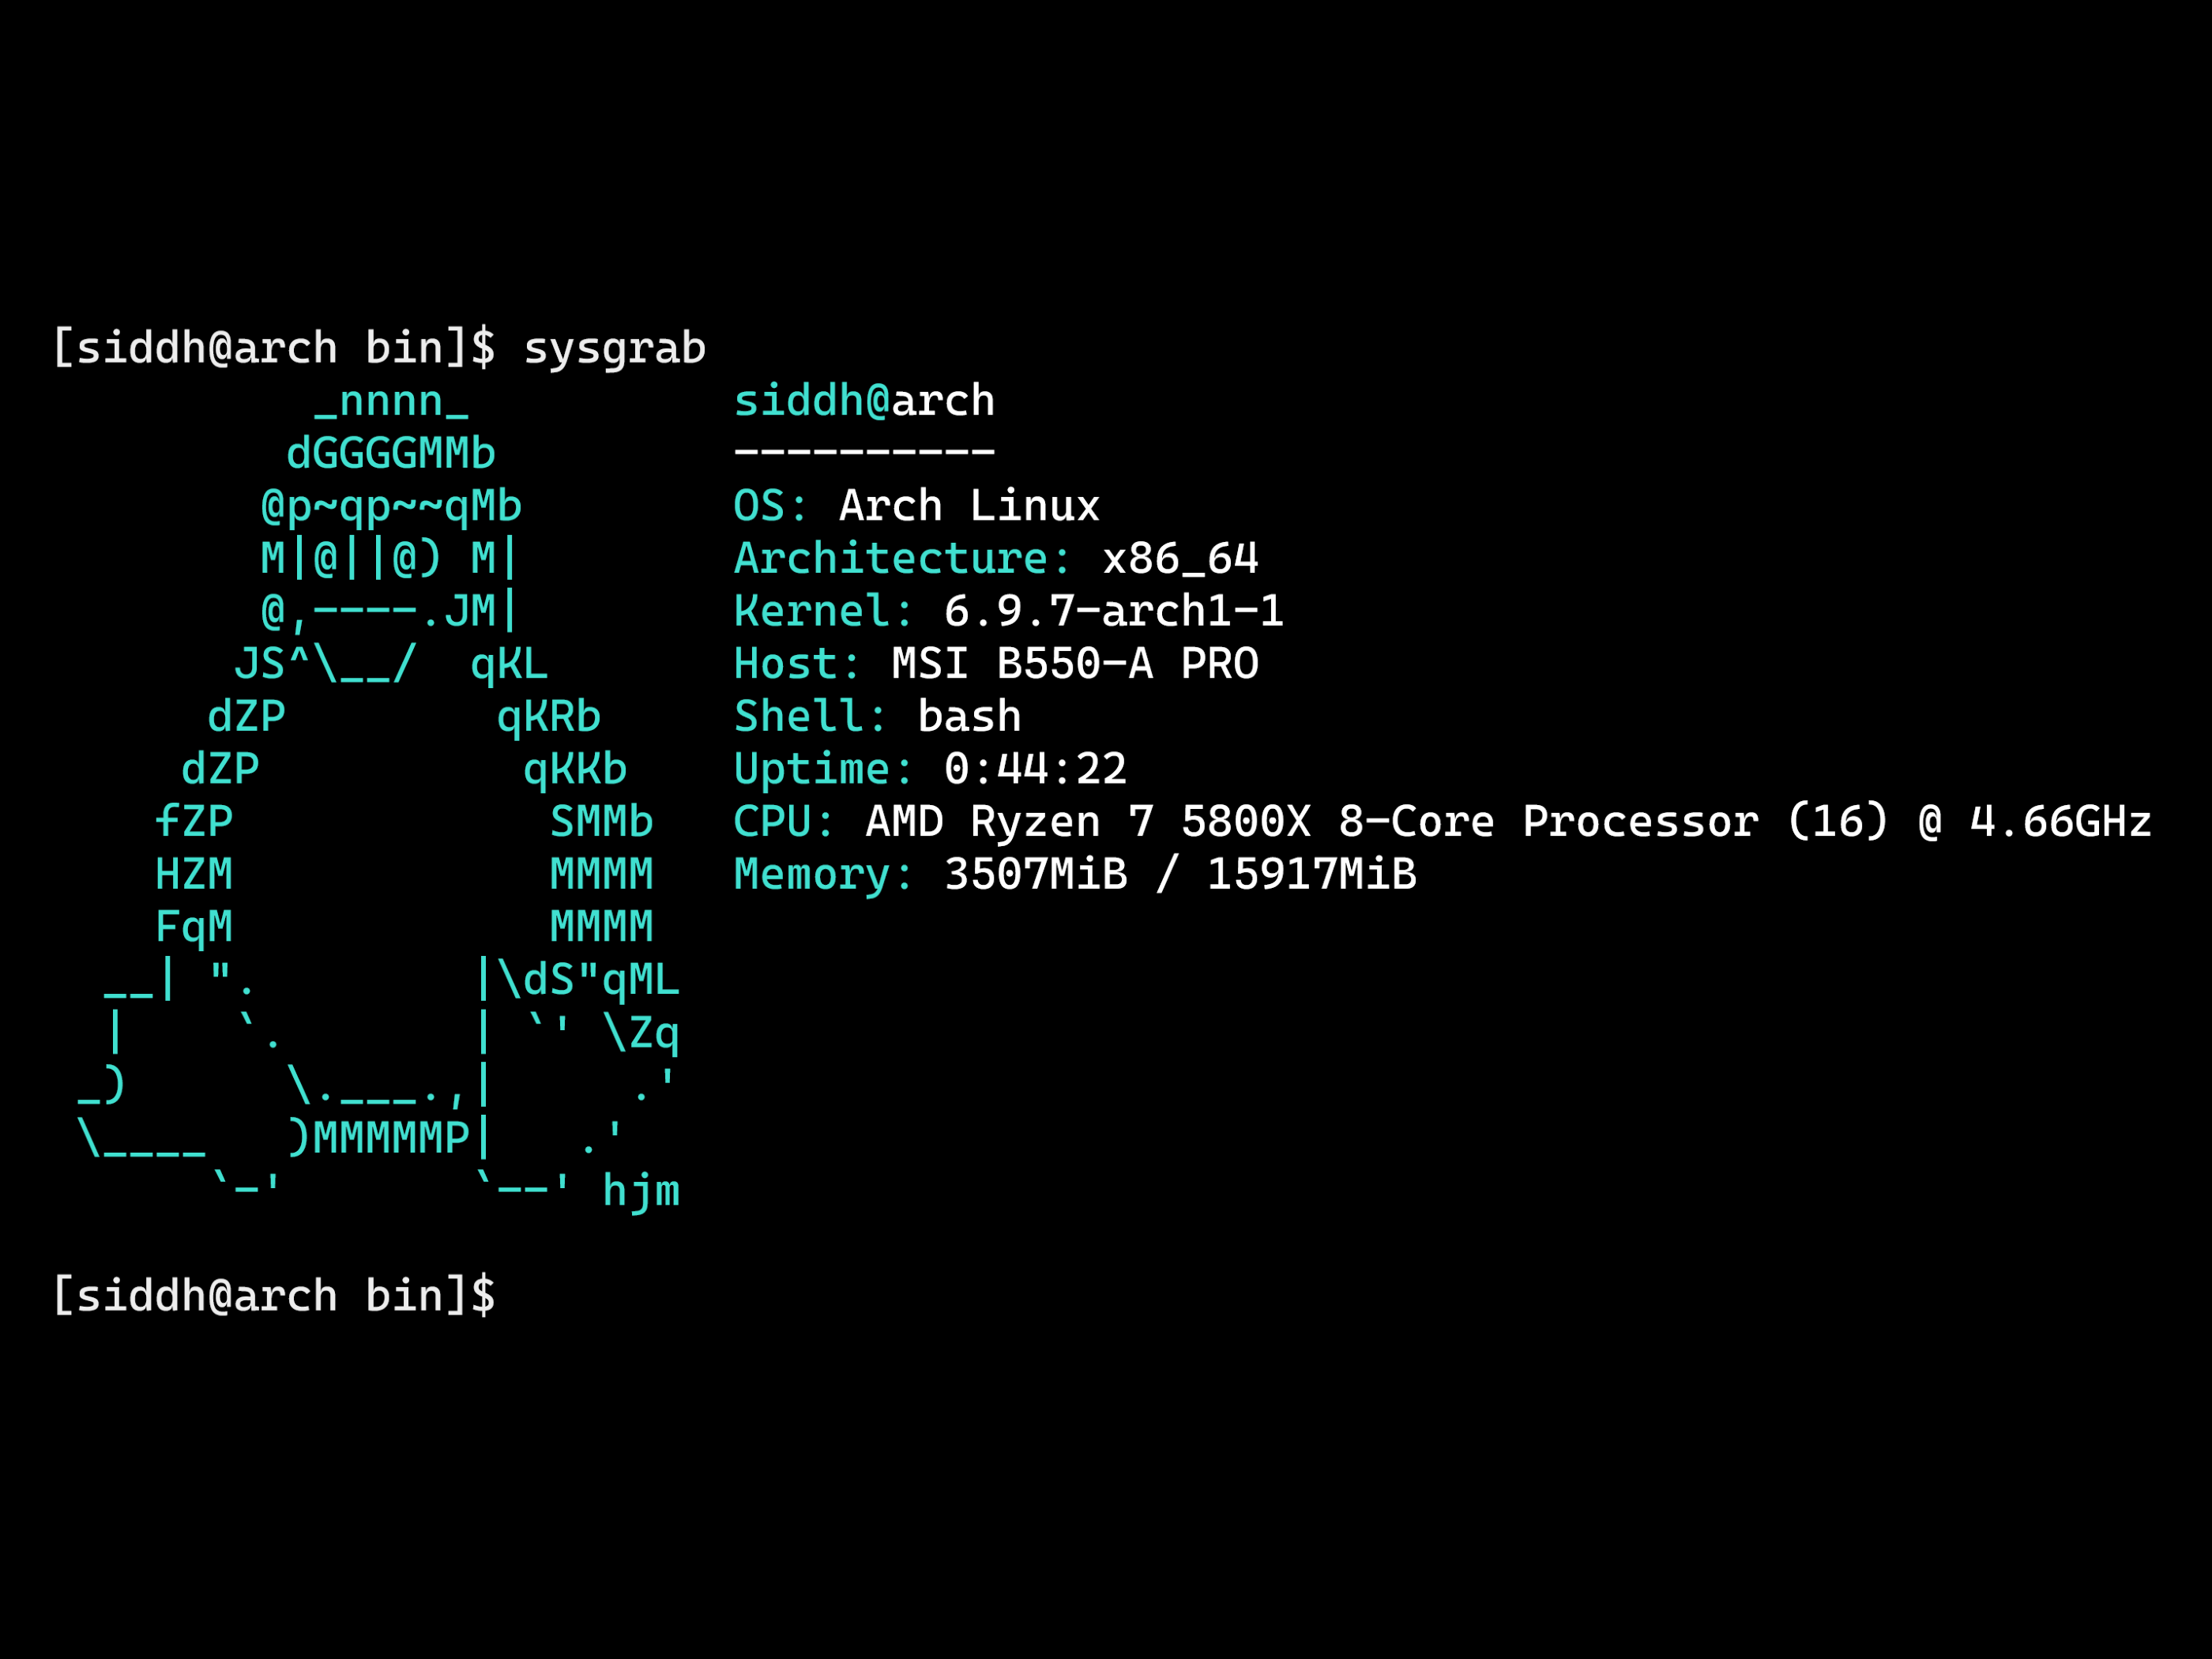 [siddh@arch bin]$ sysgrab
         _nnnn_          siddh@arch
        dGGGGMMb         ----------
       @p~qp~~qMb        OS: Arch Linux
       M|@||@) M|        Architecture: x86_64
       @,----.JM|        Kernel: 6.9.7-arch1-1
      JS^\__/  qKL       Host: MSI B550-A PRO
     dZP        qKRb     Shell: bash
    dZP          qKKb    Uptime: 0:44:22
   fZP            SMMb   CPU: AMD Ryzen 7 5800X 8-Core Processor (16) @ 4.66GHz
   HZM            MMMM   Memory: 3507MiB / 15917MiB
   FqM            MMMM
 __| ".        |\dS"qML
 |    `.       | `' \Zq
_)      \.___.,|     .'
\____   )MMMMMP|   .'
     `-'       `--' hjm
[siddh@arch bin]$